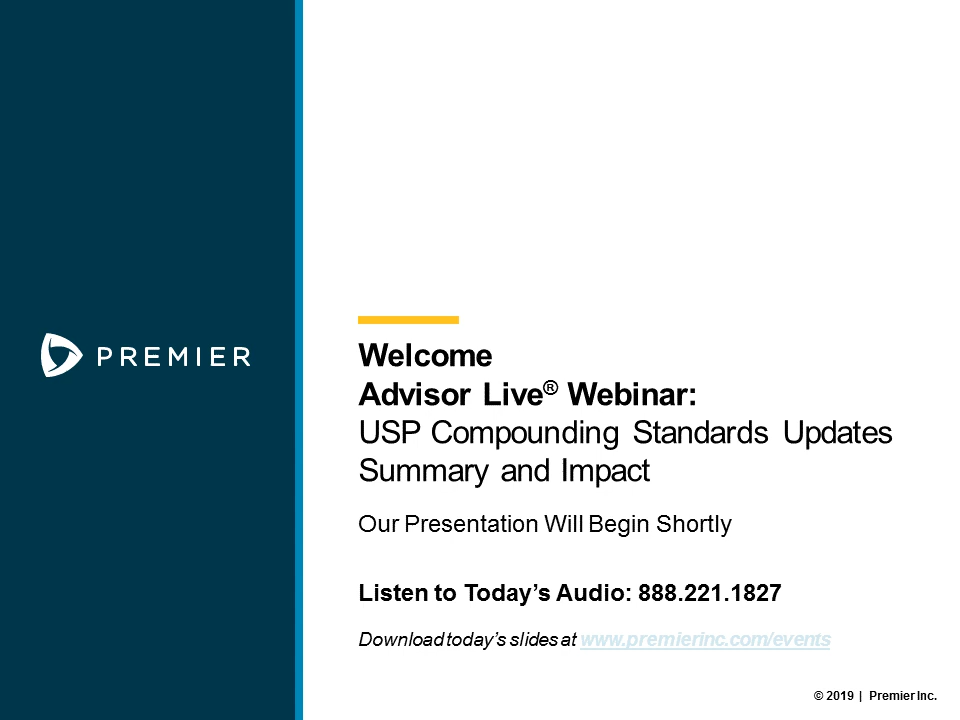 PREMIER
Welcome
Advisor Live® Webinar:
USP Compounding Standards Updates
Summary and Impact
Our Presentation Will Begin Shortly
Listen to Today’s Audio: 888.221.1827
Download today’s slides at www.premierinc.com/events
© 2019 | Premier Inc.